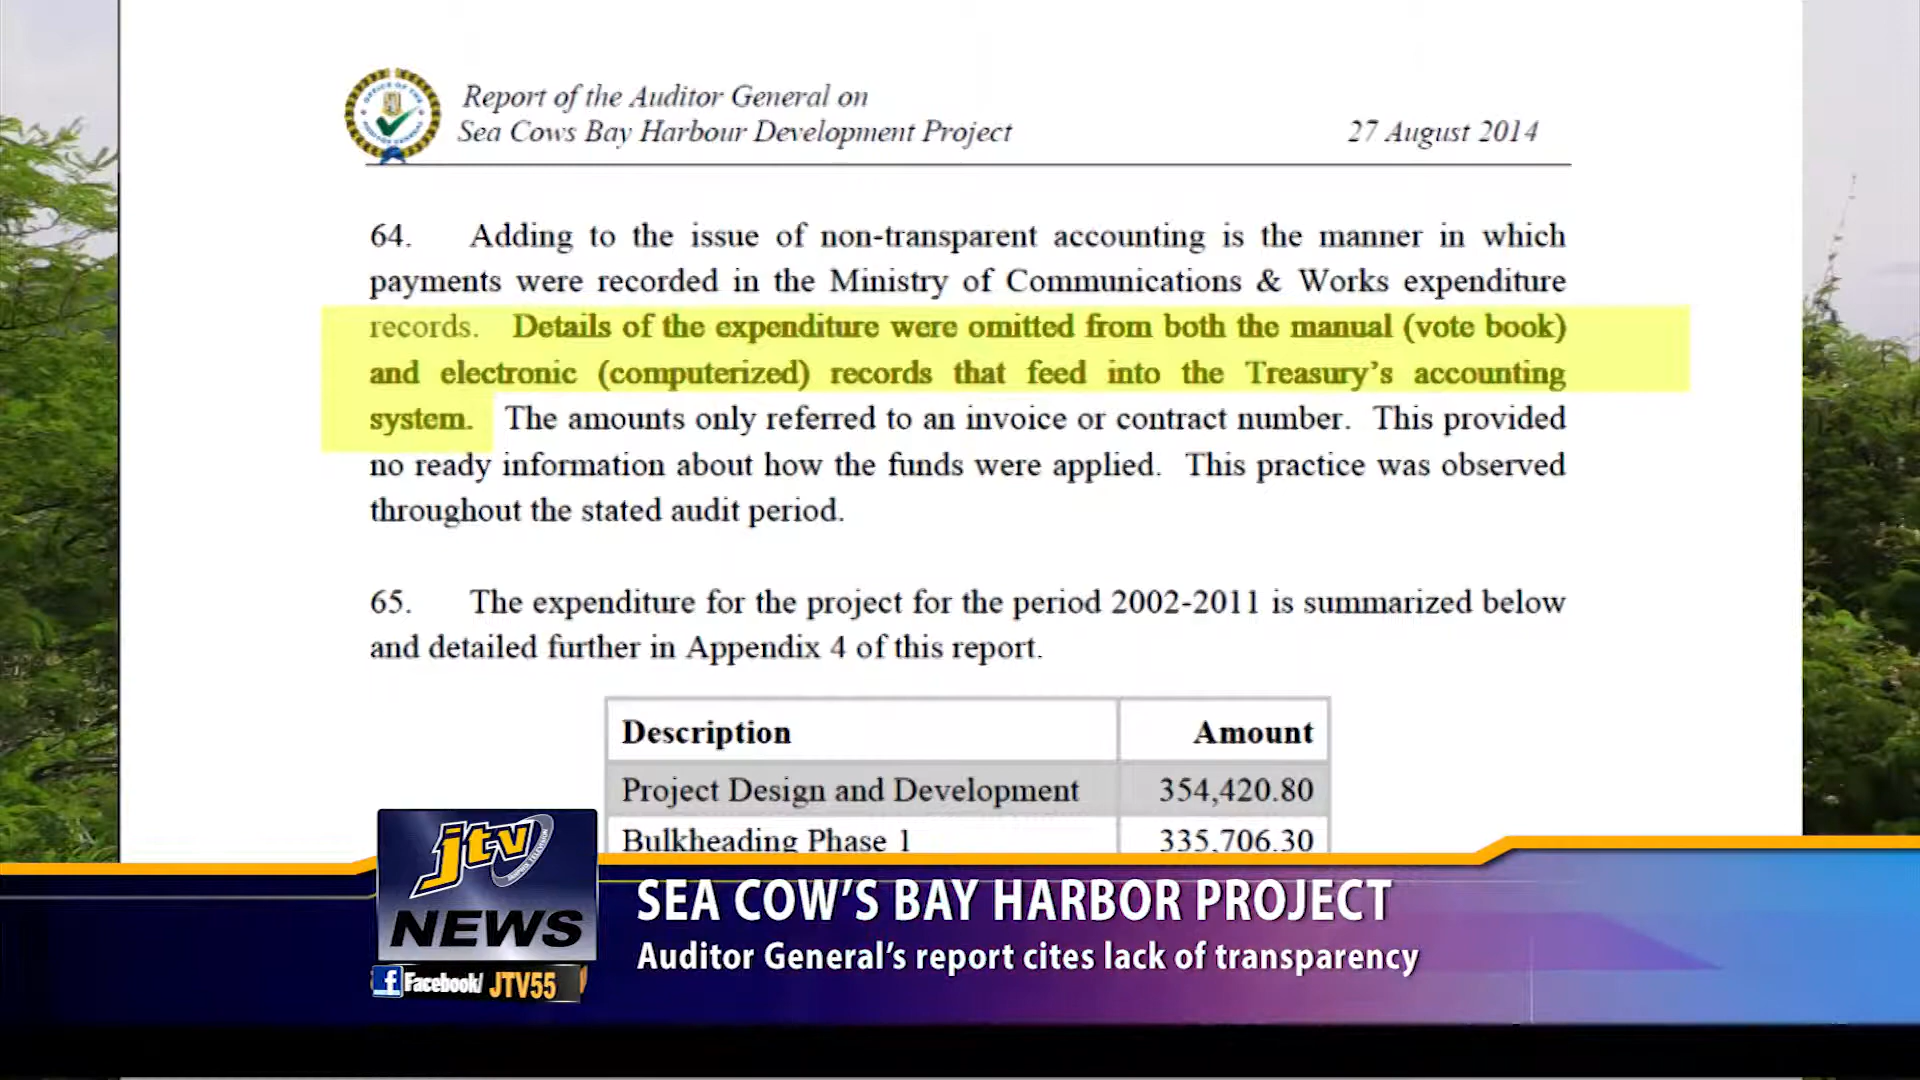 Report of the Auditor General on
Sea Cows Bay Harbour Development Project 27 August 2014
64. Adding to the issue of non-transparent accounting is the manner in which
payments were recorded in the Ministry of Communications & Works expenditure
records. Details of the expenditure were omitted from both the manual (vote book)
and electronic (computerized) records that feed into the Treasury's accounting
system. The amounts only referred to an invoice or contract number. This provided
no ready information about how the funds were applied. This practice was observed
throughout the stated audit period.
65. The expenditure for the project for the period 2002-2011 is summarized below
and detailed further in Appendix 4 of this report.
Description Amount
Project Design and Development 354,420.80
Bulkheading Phase 1 335,706.30
jtv
NEWS
SEA COW'S BAY HARBOR PROJECT
Auditor General's report cites lack of transparency
f Facebook/ JTV55